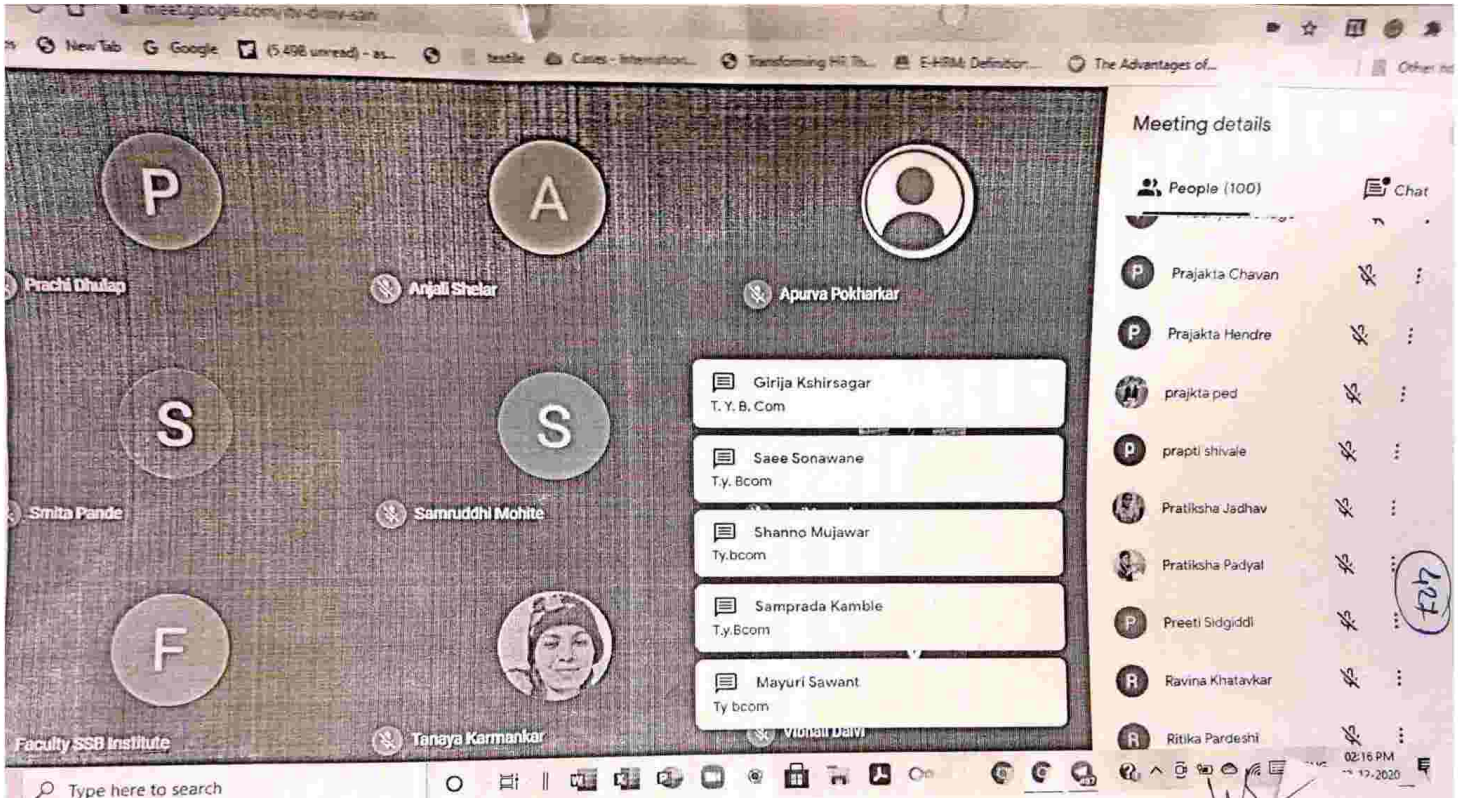 meet.google.com/
New Tab
Google
(5,498 unread) - as...
textile
Cases - Internation...
Transforming HR Th...
E-HRM: Definition:...
The Advantages of...
Other
P
Prachi Dhulap
A
Anjali Shelar
Apurva Pokharkar
S
Smita Pande
S
Samruddhi Mohite
F
Faculty SSB Institute
Tanaya Karmankar
Vibhali Dalvi
Girija Kshirsagar
T. Y. B. Com
Saee Sonawane
T.y. Bcom
Shanno Mujawar
Ty.bcom
Samprada Kamble
T.y.Bcom
Mayuri Sawant
Ty bcom
Meeting details
People (100)
Chat
P Prajakta Chavan
P Prajakta Hendre
prajkta ped
p prapti shivale
Pratiksha Jadhav
Pratiksha Padyal
P Preeti Sidgiddi
R Ravina Khatavkar
R Ritika Pardeshi
427
Type here to search
02:16 PM
12-2020